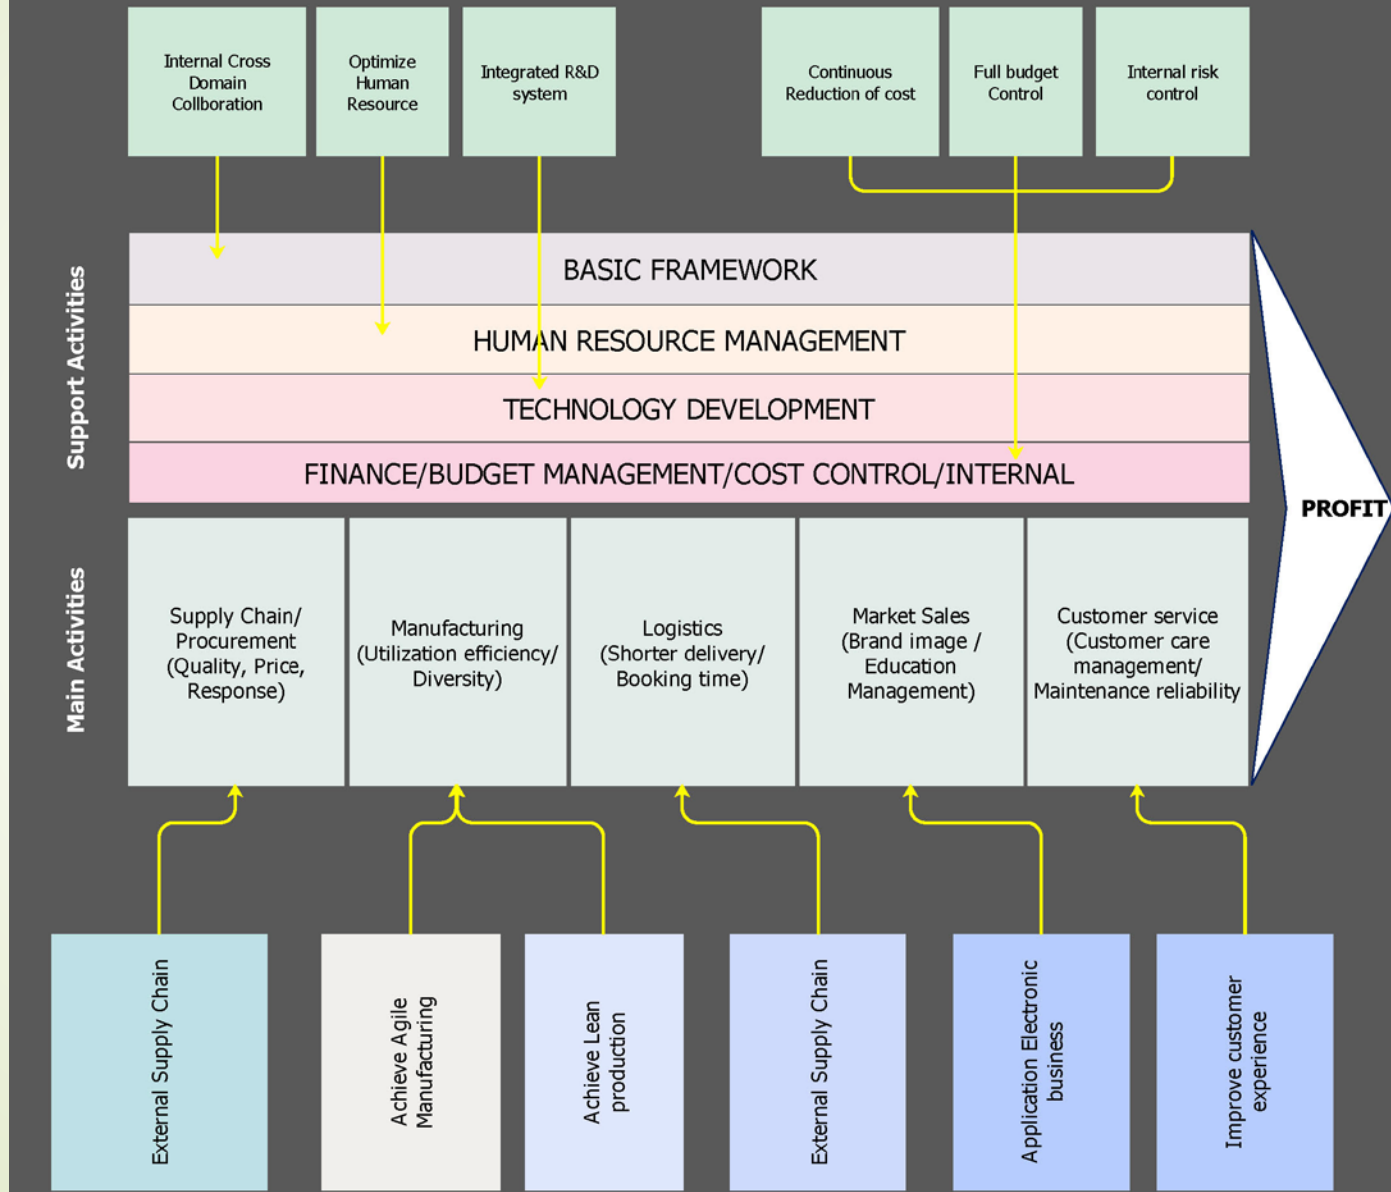 Internal Cross
Domain
Collboration
Optimize
Human
Resource
Integrated R&D
system
Continuous
Reduction of cost
Full budget
Control
Internal risk
control
Support Activities
BASIC FRAMEWORK
HUMAN RESOURCE MANAGEMENT
TECHNOLOGY DEVELOPMENT
FINANCE/BUDGET MANAGEMENT/COST CONTROL/INTERNAL
PROFIT
Main Activities
Supply Chain/
Procurement
(Quality, Price,
Response)
Manufacturing
(Utilization efficiency/
Diversity)
Logistics
(Shorter delivery/
Booking time)
Market Sales
(Brand image /
Education
Management)
Customer service
(Customer care
management/
Maintenance reliability
External Supply Chain
Achieve Agile
Manufacturing
Achieve Lean
production
External Supply Chain
Application Electronic
business
Improve customer
experience